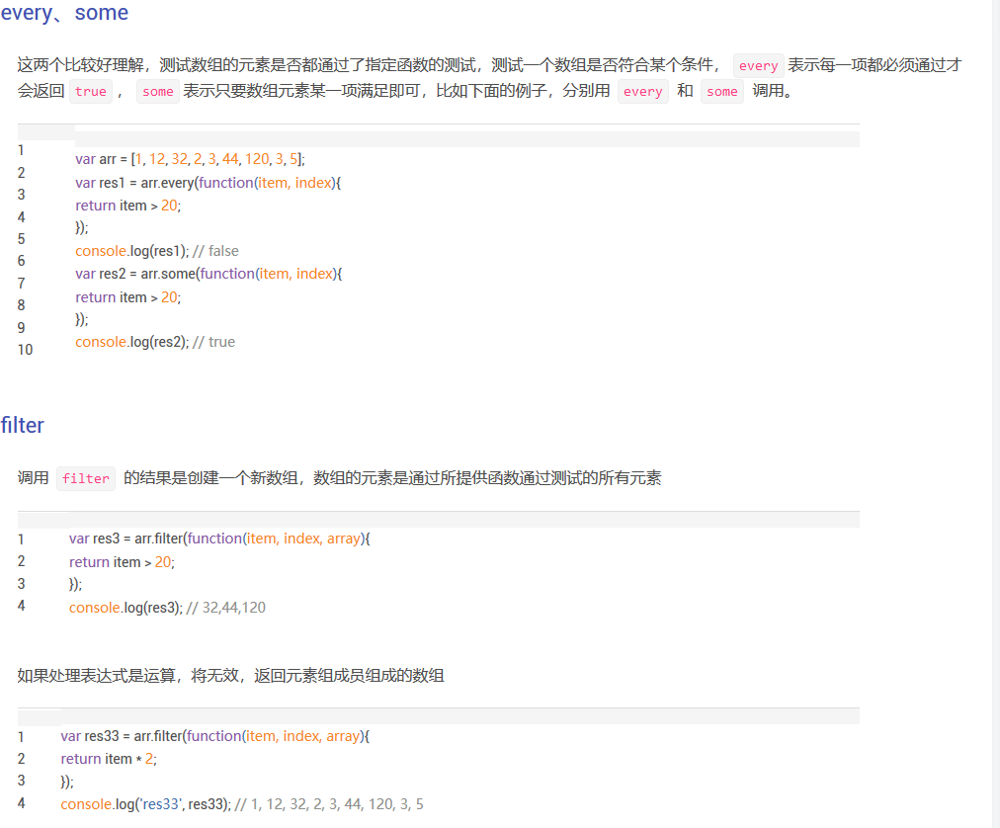 every、some
这两个比较好理解，测试数组的元素是否都通过了指定函数的测试，测试一个数组是否符合某个条件， every 表示每一项都必须通过才
会返回 true ， some 表示只要数组元素某一项满足即可，比如下面的例子，分别用 every 和 some 调用。
1
2
3
4
5
6
7
8
9
10
var arr = [1, 12, 32, 2, 3, 44, 120, 3, 5];
var res1 = arr.every(function(item, index){
return item > 20;
});
console.log(res1); // false
var res2 = arr.some(function(item, index){
return item > 20;
});
console.log(res2); // true
filter
调用 filter 的结果是创建一个新数组，数组的元素是通过所提供函数通过测试的所有元素
1
2
3
4
var res3 = arr.filter(function(item, index, array){
return item > 20;
});
console.log(res3); // 32,44,120
如果处理表达式是运算，将无效，返回元素组成员组成的数组
1
2
3
4
var res33 = arr.filter(function(item, index, array){
return item * 2;
});
console.log('res33', res33); // 1, 12, 32, 2, 3, 44, 120, 3, 5